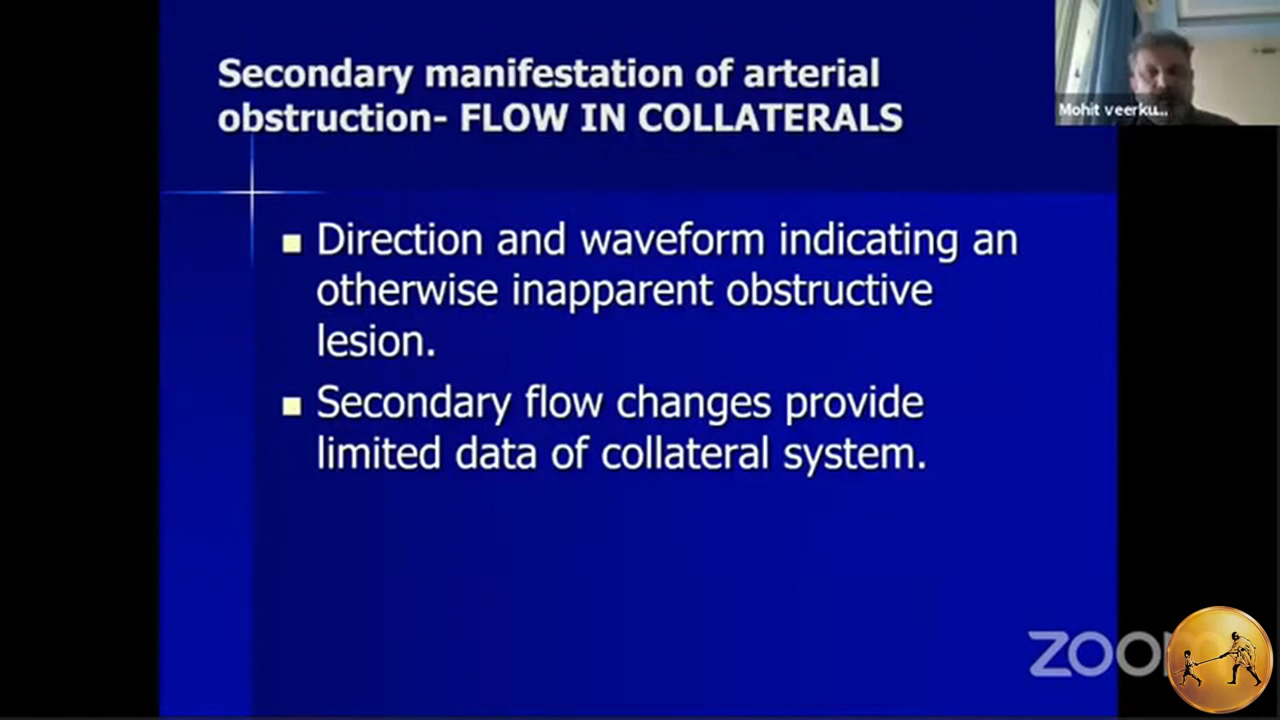 Secondary manifestation of arterial
obstruction- FLOW IN COLLATERALS
Mohit veerku...
■ Direction and waveform indicating an
otherwise inapparent obstructive
lesion.
■ Secondary flow changes provide
limited data of collateral system.
zoom